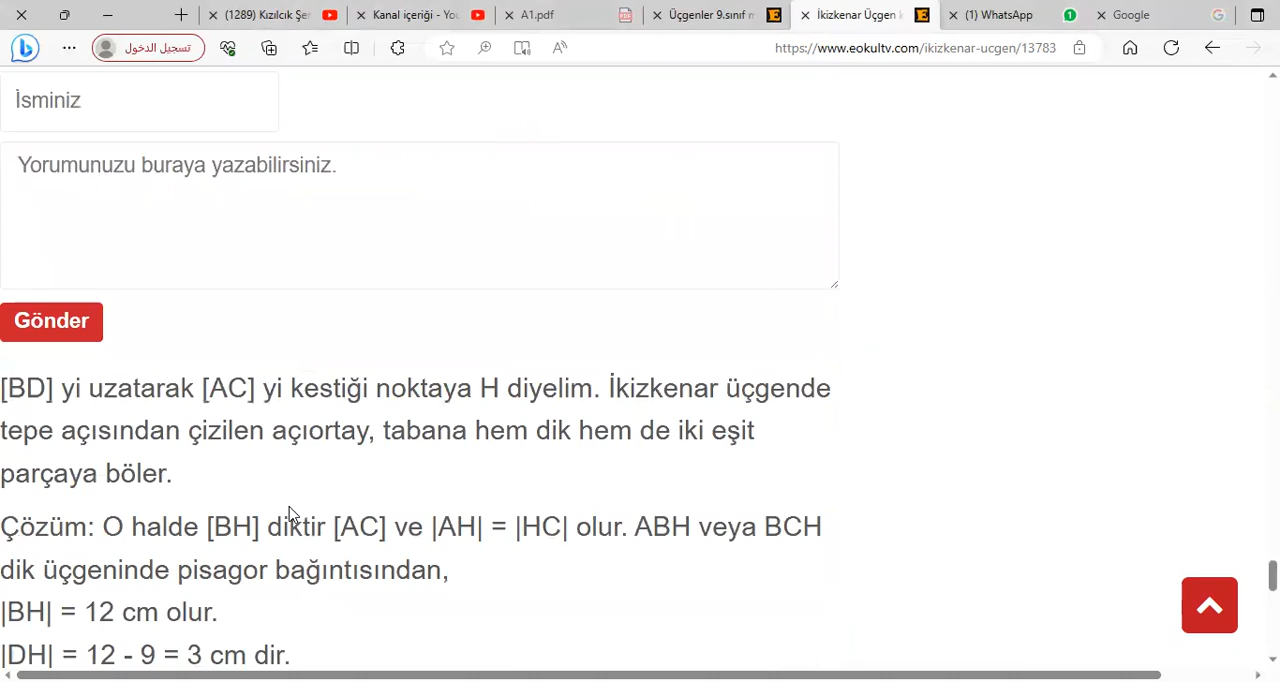 (1289) Kızılcık Şer
Kanal içeriği - You
A1.pdf
Üçgenler 9.sınıf m
İkizkenar Üçgen k
(1) WhatsApp
1
Google
تسجيل الدخول
https://www.eokultv.com/ikizkenar-ucgen/13783
İsminiz
Yorumunuzu buraya yazabilirsiniz.
Gönder
[BD] yi uzatarak [AC] yi kestiği noktaya H diyelim. İkizkenar üçgende
tepe açısından çizilen açıortay, tabana hem dik hem de iki eşit
parçaya böler.
Çözüm: O halde [BH] diktir [AC] ve |AH| = |HC| olur. ABH veya BCH
dik üçgeninde pisagor bağıntısından,
|BH| = 12 cm olur.
|DH| = 12 - 9 = 3 cm dir.